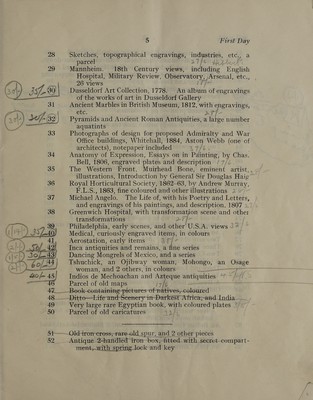 5 First Day
28 Sketches, topographical engravings, industries, etc., a
parcel
29 Mannheim. 18th Century views, including English
Hospital, Military Review, Observatory, Arsenal, etc.,
26 views
35/- 30 Dusseldorf Art Collection, 1778. An album of engravings
of the works of art in Dusseldorf Gallery
31 Ancient Marbles in British Museum, 1812, with engravings,
etc.
30/- 32 Pyramids and Ancient Roman Antiquities, a large number
aquatints
33 Photographs of design for proposed Admiralty and War
Office buildings, Whitehall, 1884, Aston Webb (one of
architects), notepaper included
34 Anatomy of Expression, Essays on in Painting, by Chas.
Bell, 1806, engraved plates and description
35 The Western Front. Muirhead Bone, eminent artist,
illustrations, Introduction by General Sir Douglas Haig
36 Royal Horticultural Society, 1862-63, by Andrew Murray,
F.L.S., 1863, fine coloured and other illustrations
37 Michael Angelo. The Life of, with his Poetry and Letters,
and engravings of his paintings, and description, 1807
38 Greenwich Hospital, with transformation scene and other
transformations
39 Philadelphia, early scenes, and other U.S.A. views
40 Medical, curiously engraved items, in colours
41 Aerostation, early items
42 Inca antiquities and remains, a fine series
43 Dancing Mongrels of Mexico, and a series
60/- 44 Tshutchick, an Ojibway woman, Mohongo, an Osage
woman, and 2 others, in colours
40/- 45 Indios de Mechoachan and Azteque antiquities
46 Parcel of old maps
47 Book containing pictures of natives, coloured
48 Ditto—Life and Scenery in Darkest Africa, and India
49 Very large rare Egyptian book, with coloured plates
50 Parcel of old caricatures
51 Old iron cross, rare old spur, and 2 other pieces
52 Antique 2-handled iron box, fitted with secret compart-
ment, with spring lock and key